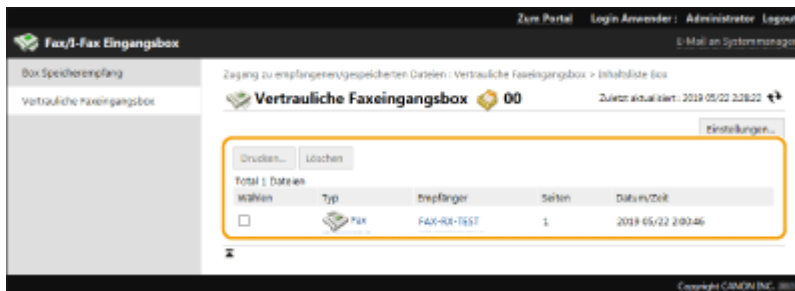 Zum Portal Login Anwender : Administrator Logout
Fax/I-Fax Eingangsbox
E-Mail an Systemmanager
Box Speicherempfang
Vertrauliche Faxeingangsbox
Zugang zu empfangenen/gespeicherten Dateien : Vertrauliche Faxeingangsbox > Inhaltsliste Box
Vertrauliche Faxeingangsbox 00
Zuletzt aktualisiert : 2019 05/22 2:28:22
Einstellungen...
Drucken... Löschen
Total 1 Dateien
Wählen Typ Empfänger Seiten Datum/Zeit
Fax FAX-RX-TEST 1 2019 05/22 2:00:46
Copyright CANON INC.